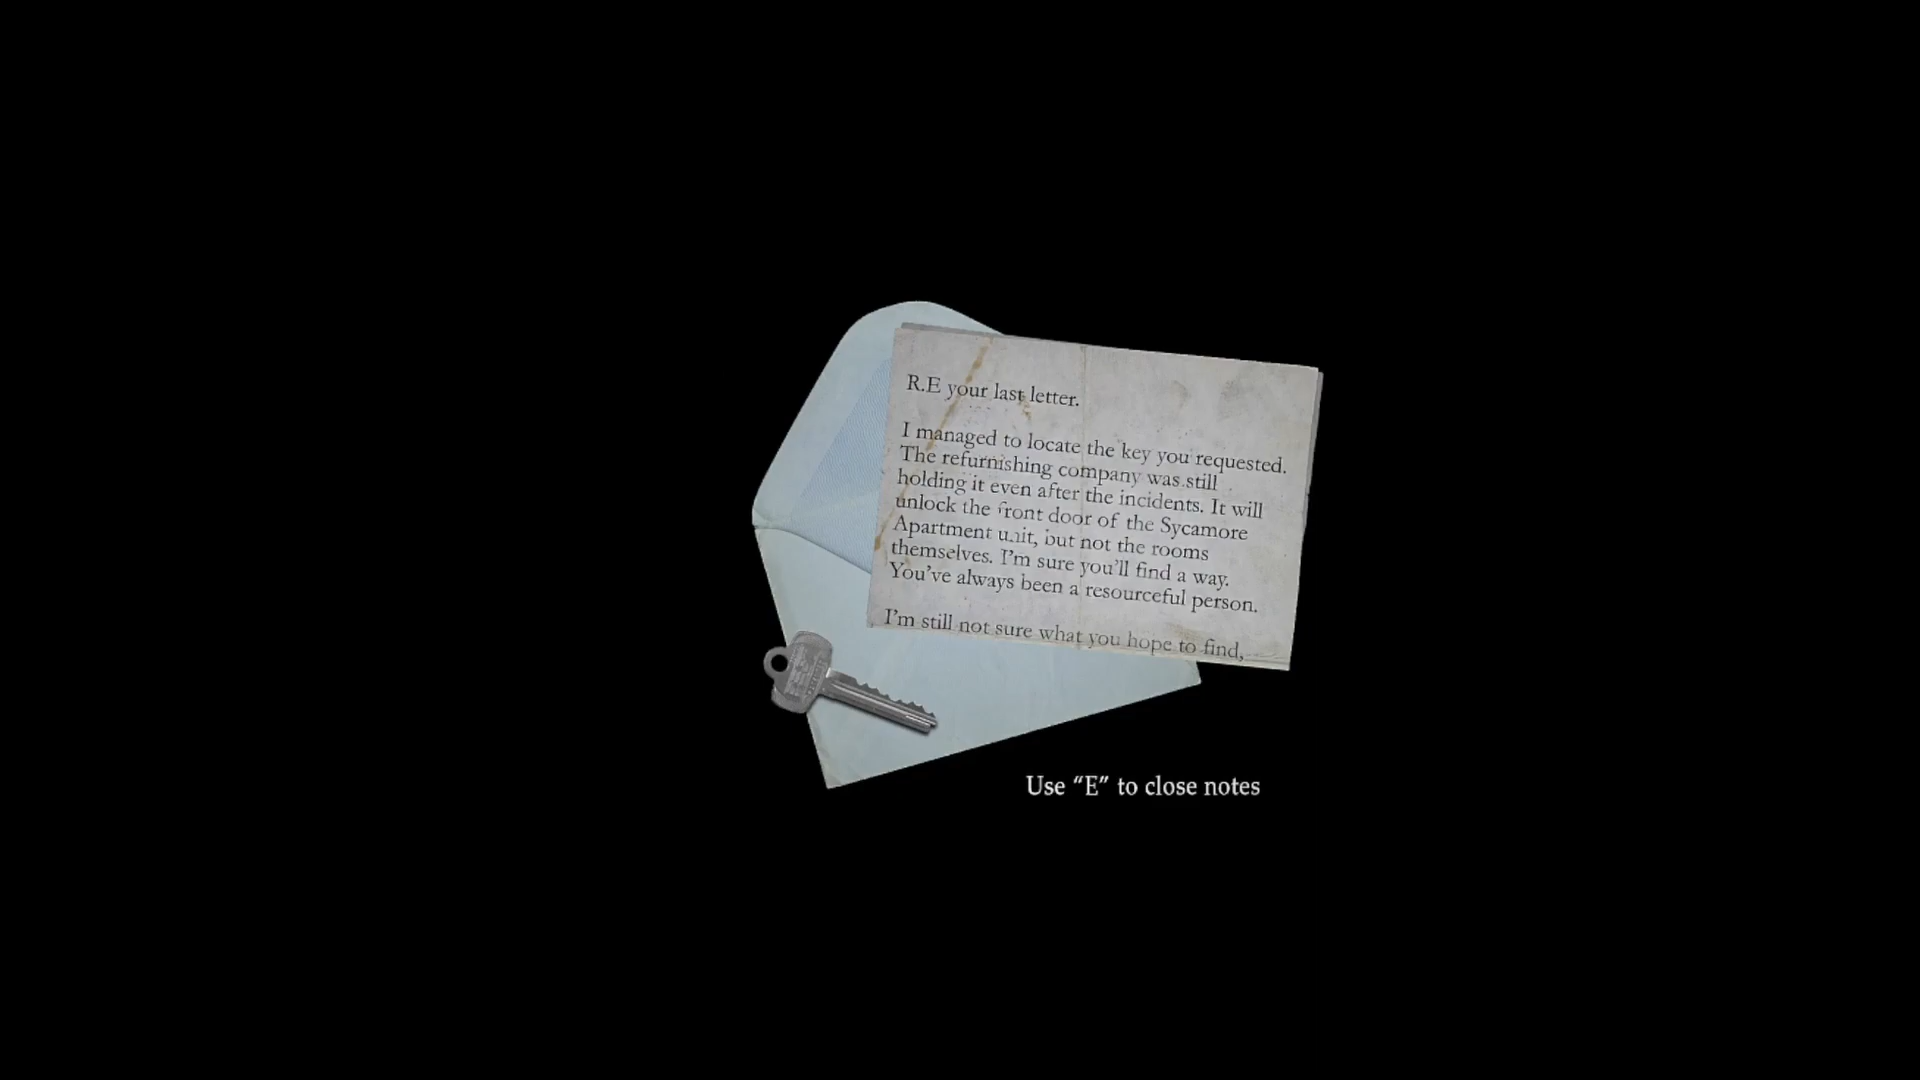 R.E your last letter.
I managed to locate the key you requested.
The refurnishing company was still
holding it even after the incidents. It will
unlock the front door of the Sycamore
Apartment unit, but not the rooms
themselves. I'm sure you'll find a way.
You've always been a resourceful person.
I'm still not sure what you hope to find,
Use “E” to close notes